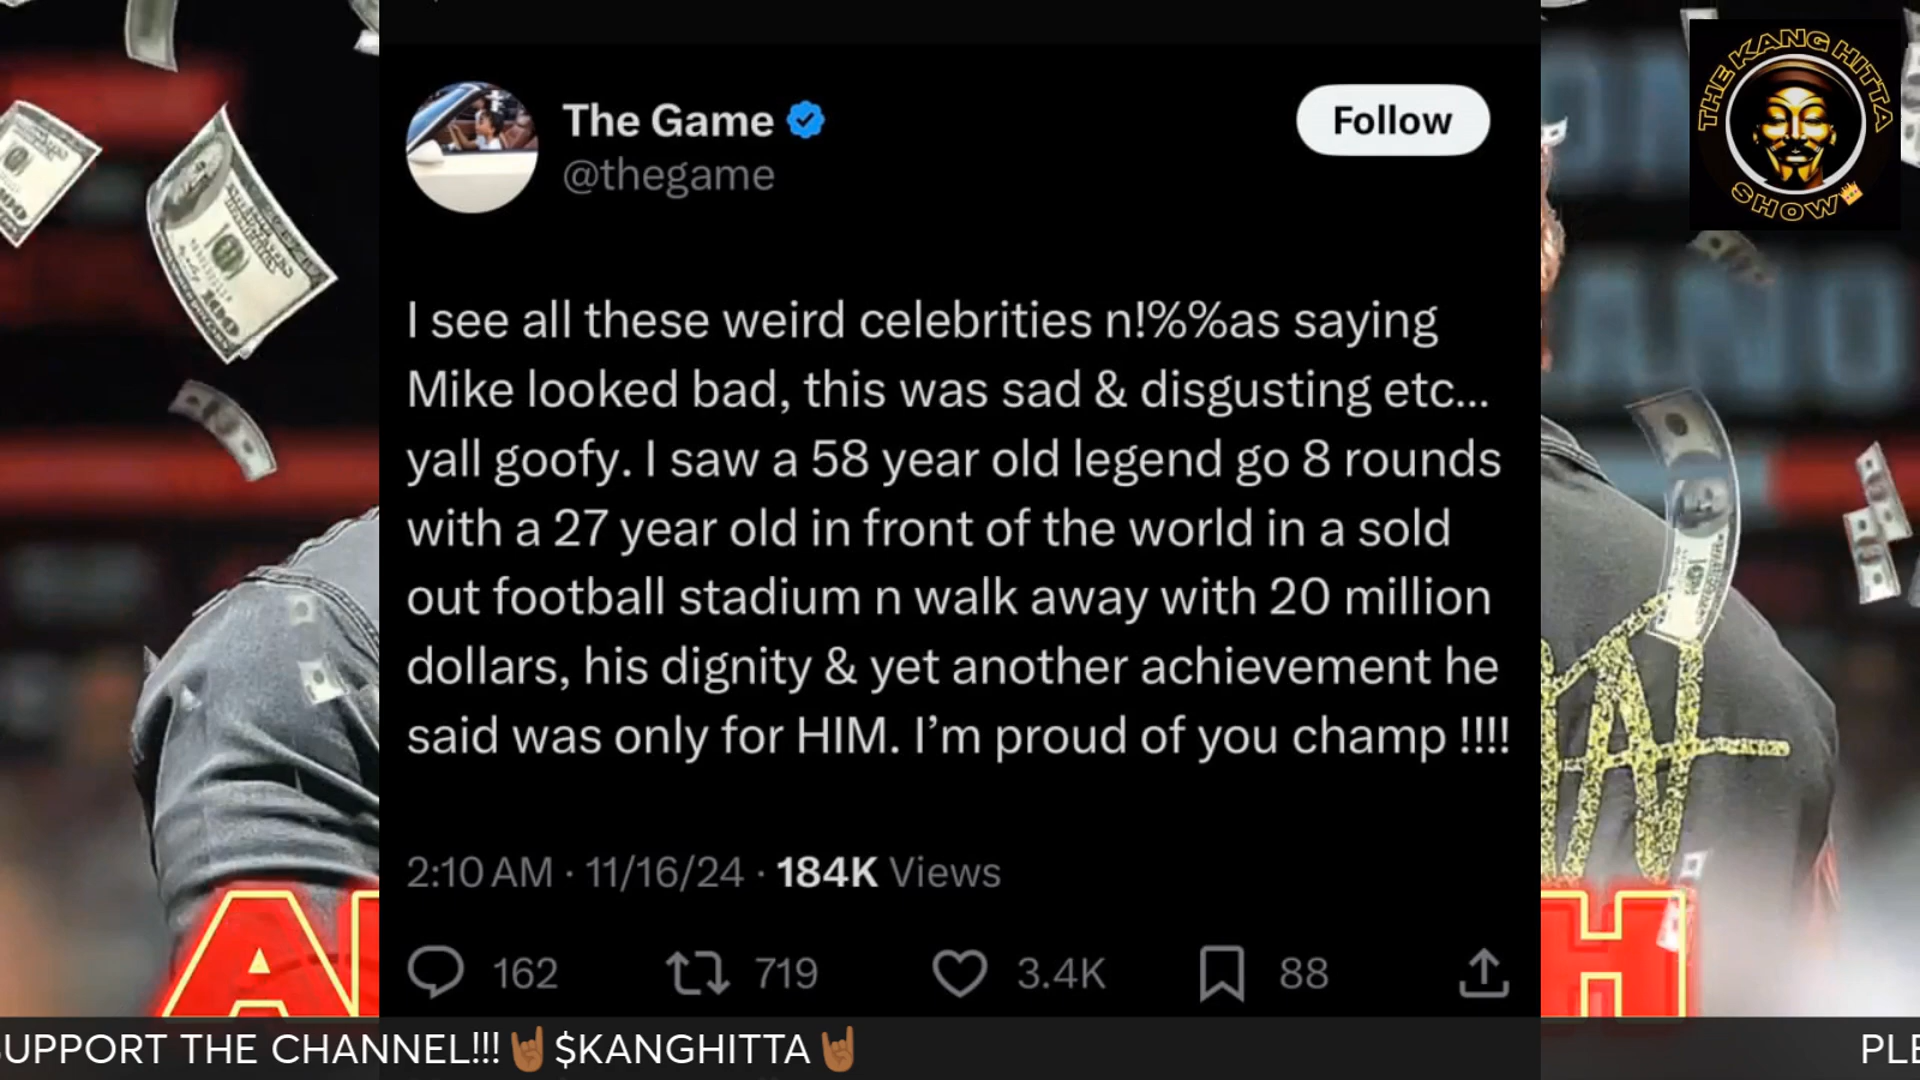 THE KANG HITTA
SHOW
The Game
@thegame
Follow
I see all these weird celebrities n!%%as saying
Mike looked bad, this was sad & disgusting etc...
yall goofy. I saw a 58 year old legend go 8 rounds
with a 27 year old in front of the world in a sold
out football stadium n walk away with 20 million
dollars, his dignity & yet another achievement he
said was only for HIM. I’m proud of you champ !!!!
2:10 AM · 11/16/24 · 184K Views
162 719 3.4K 88
SUPPORT THE CHANNEL!!!🤘🏾$KANGHITTA🤘🏾